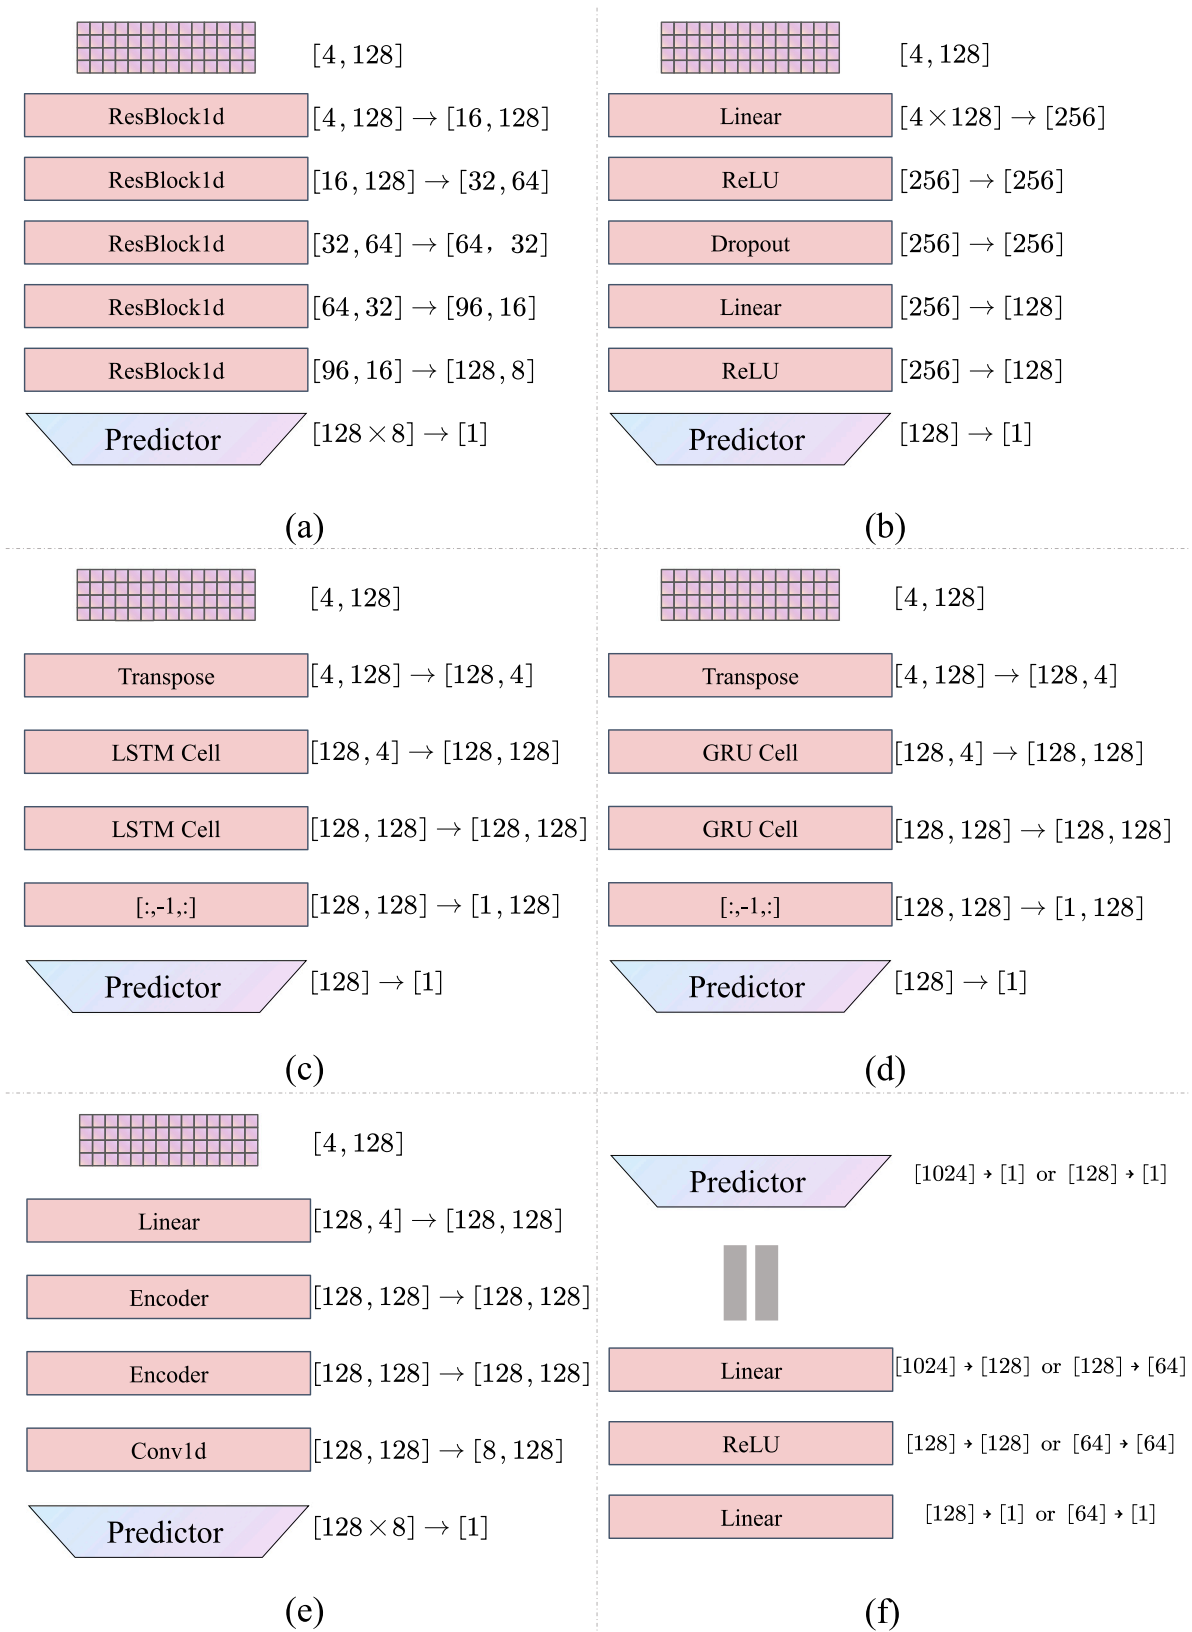 [4, 128]
ResBlock1d [4, 128] → [16, 128]
ResBlock1d [16, 128] → [32, 64]
ResBlock1d [32, 64] → [64， 32]
ResBlock1d [64, 32] → [96, 16]
ResBlock1d [96, 16] → [128, 8]
Predictor [128 × 8] → [1]
(a)
[4, 128]
Linear [4 × 128] → [256]
ReLU [256] → [256]
Dropout [256] → [256]
Linear [256] → [128]
ReLU [256] → [128]
Predictor [128] → [1]
(b)
[4, 128]
Transpose [4, 128] → [128, 4]
LSTM Cell [128, 4] → [128, 128]
LSTM Cell [128, 128] → [128, 128]
[:,-1,:] [128, 128] → [1, 128]
Predictor [128] → [1]
(c)
[4, 128]
Transpose [4, 128] → [128, 4]
GRU Cell [128, 4] → [128, 128]
GRU Cell [128, 128] → [128, 128]
[:,-1,:] [128, 128] → [1, 128]
Predictor [128] → [1]
(d)
[4, 128]
Linear [128, 4] → [128, 128]
Encoder [128, 128] → [128, 128]
Encoder [128, 128] → [128, 128]
Conv1d [128, 128] → [8, 128]
Predictor [128 × 8] → [1]
(e)
Predictor [1024] → [1] or [128] → [1]
Linear [1024] → [128] or [128] → [64]
ReLU [128] → [128] or [64] → [64]
Linear [128] → [1] or [64] → [1]
(f)